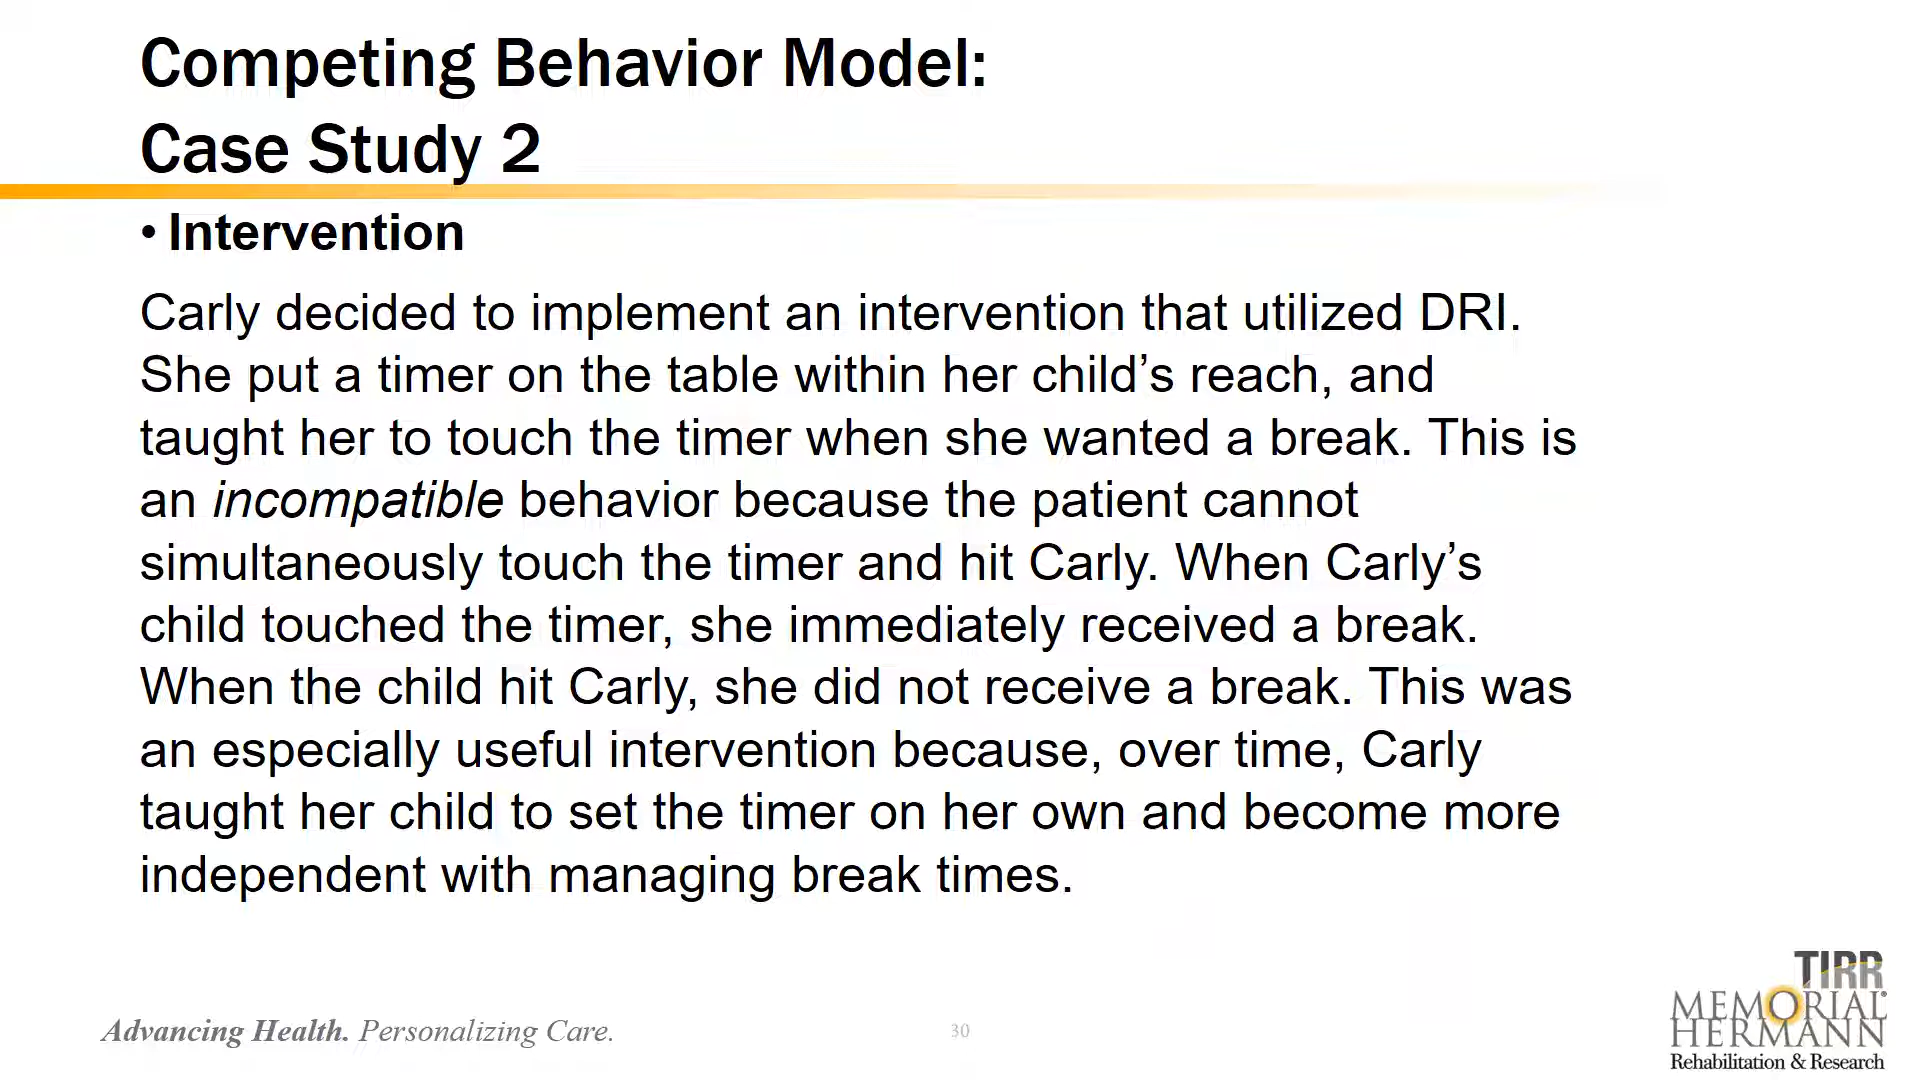 Competing Behavior Model:
Case Study 2
• Intervention
Carly decided to implement an intervention that utilized DRI.
She put a timer on the table within her child’s reach, and
taught her to touch the timer when she wanted a break. This is
an incompatible behavior because the patient cannot
simultaneously touch the timer and hit Carly. When Carly’s
child touched the timer, she immediately received a break.
When the child hit Carly, she did not receive a break. This was
an especially useful intervention because, over time, Carly
taught her child to set the timer on her own and become more
independent with managing break times.
Advancing Health. Personalizing Care.
30
TIRR
MEMORIAL®
HERMANN
Rehabilitation & Research